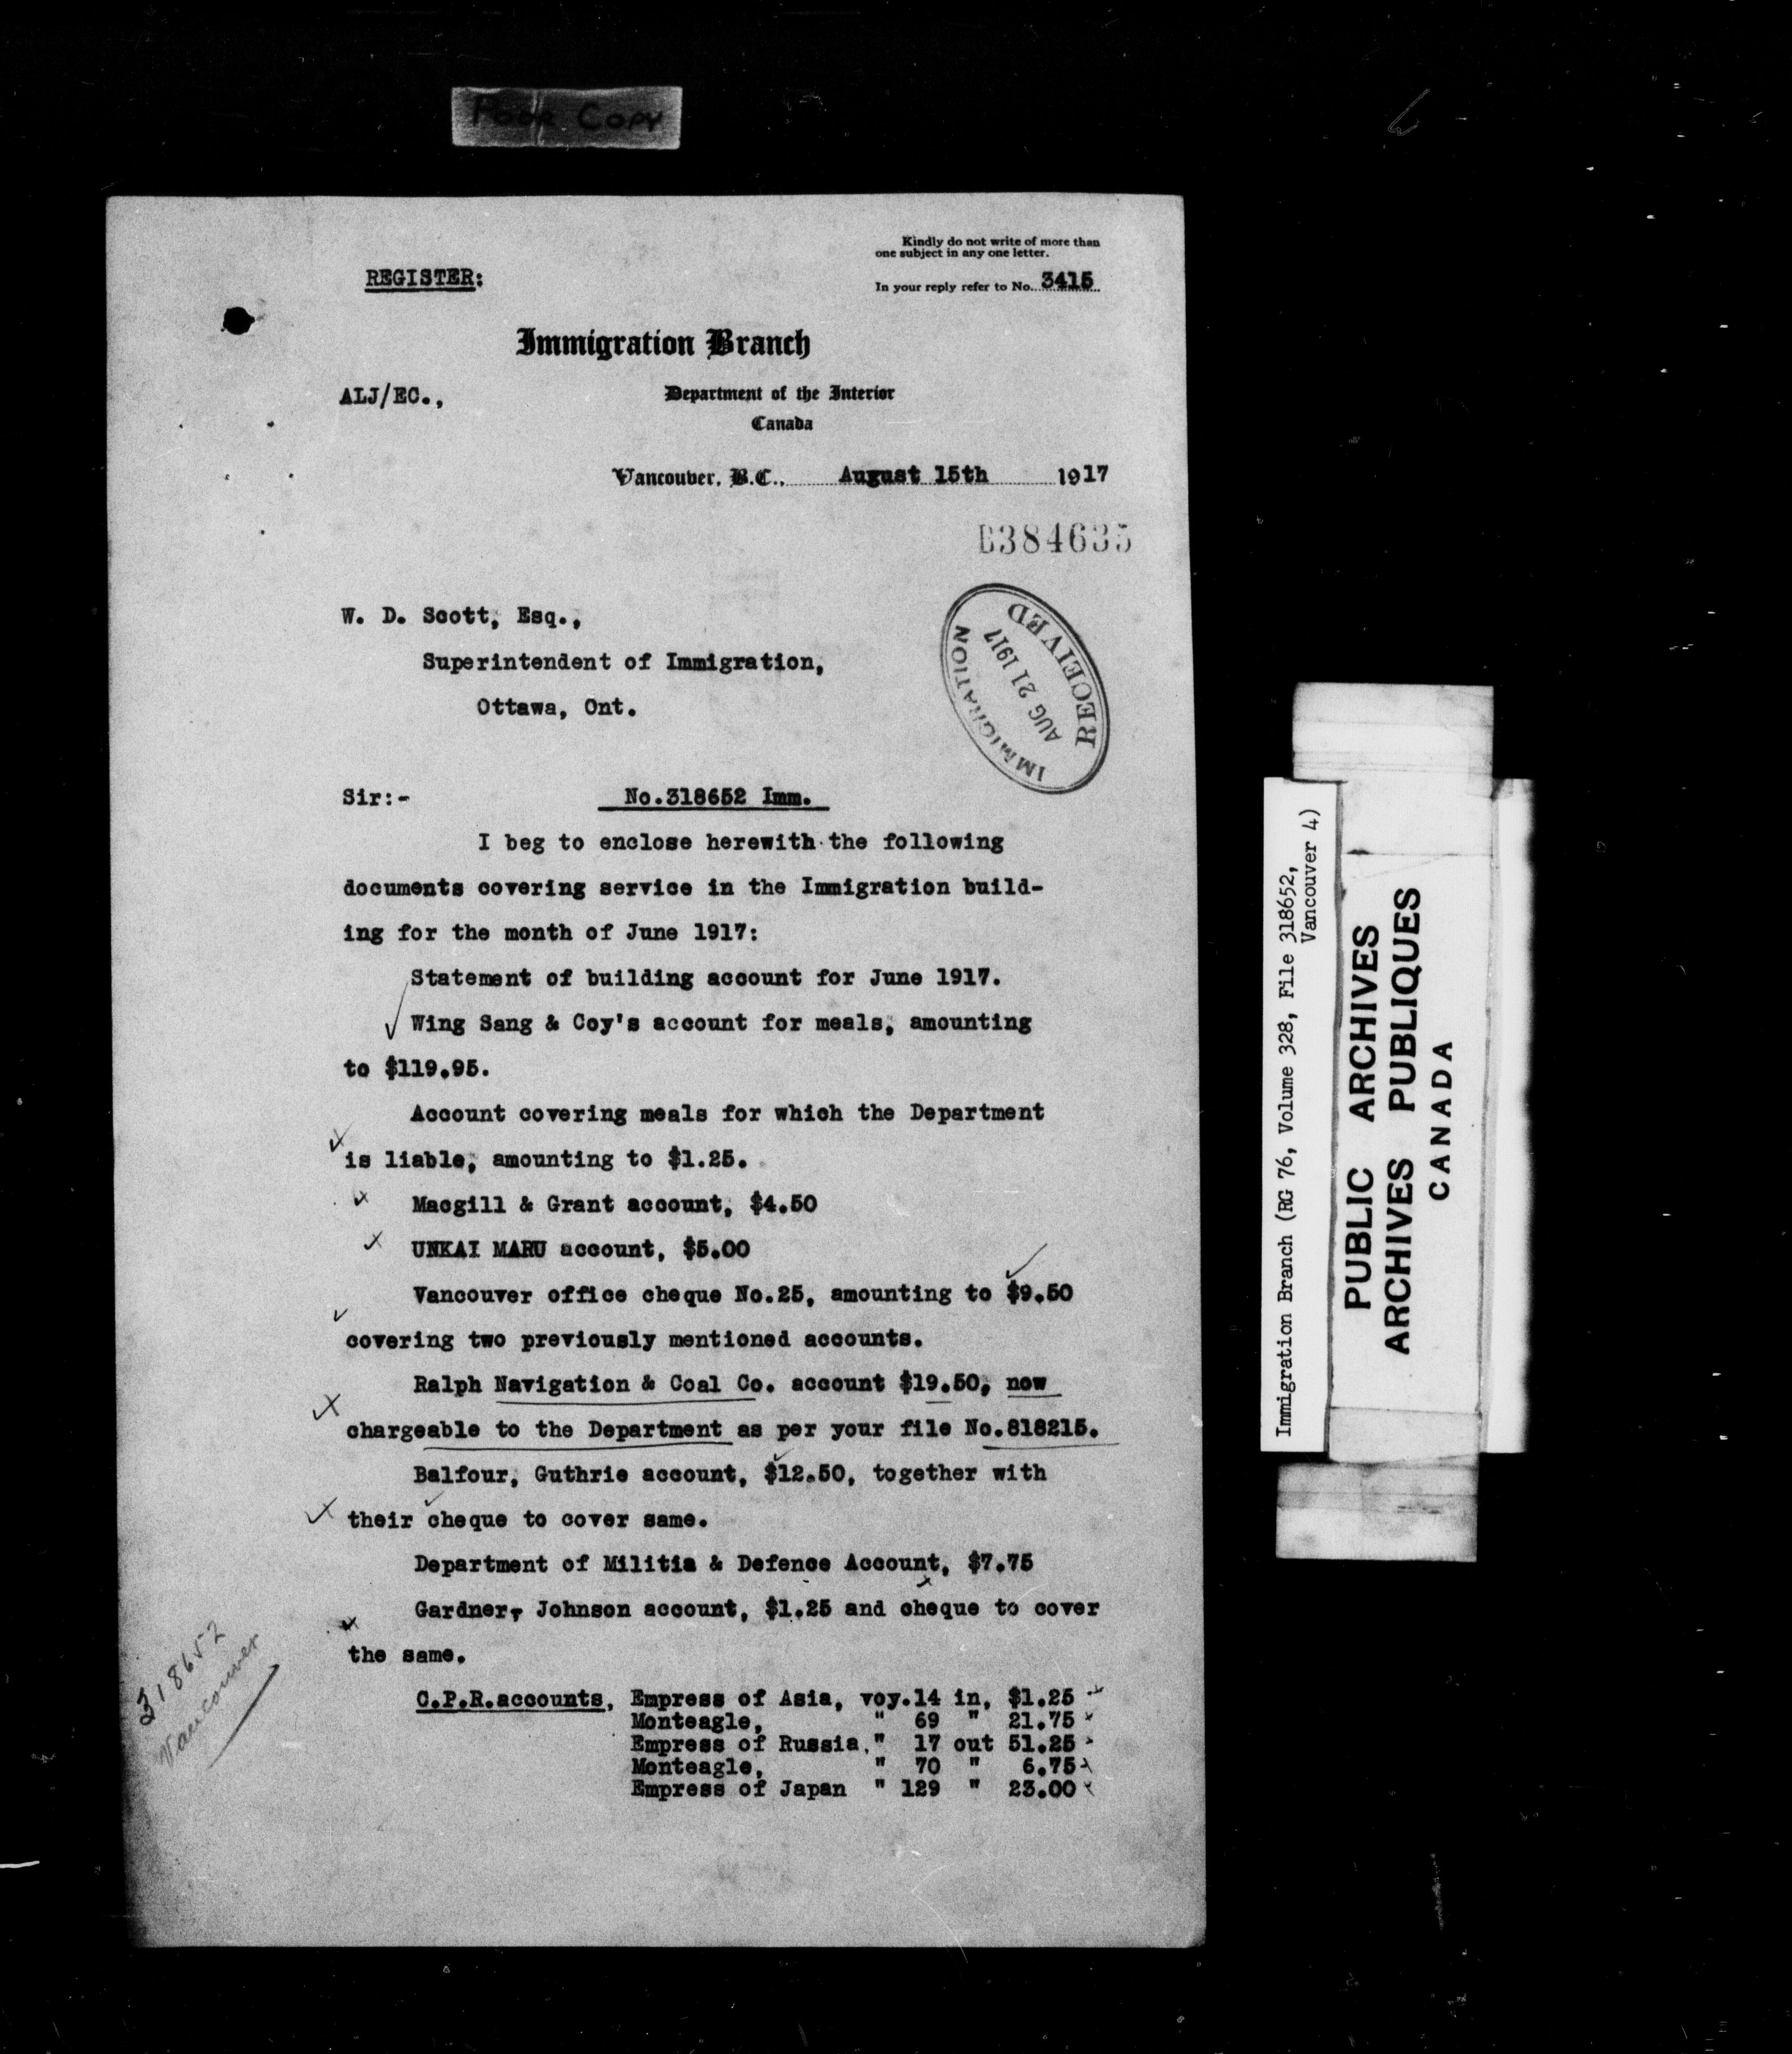 Poor Copy
Kindly do not write of more than
one subject in any one letter.
REGISTER:
In your reply refer to No. 3415
Immigration Branch
ALJ/EC.,
Department of the Interior
Canada
Vancouver, B.C., August 15th 1917
B384635
W. D. Scott, Esq.,
Superintendent of Immigration,
Ottawa, Ont.
IMMIGRATION
AUG 21 1917
RECEIVED
Sir:- No.318652 Imm.
I beg to enclose herewith the following
documents covering service in the Immigration build-
ing for the month of June 1917:
Statement of building account for June 1917.
Wing Sang & Coy's account for meals, amounting
to $119.95.
Account covering meals for which the Department
is liable, amounting to $1.25.
Macgill & Grant account, $4.50
UNKAI MARU account, $5.00
Vancouver office cheque No.25, amounting to $9.50
covering two previously mentioned accounts.
Ralph Navigation & Coal Co. account $19.50, now
chargeable to the Department as per your file No.818215.
Balfour, Guthrie account, $12.50, together with
their cheque to cover same.
Department of Militia & Defence Account, $7.75
Gardner, Johnson account, $1.25 and cheque to cover
the same.
C.P.R.accounts, Empress of Asia, voy.14 in, $1.25
Monteagle, " 69 " 21.75
Empress of Russia," 17 out 51.25
Monteagle, " 70 " 6.75
Empress of Japan " 129 " 23.00
318652
Vancouver
Immigration Branch (RG 76, Volume 328, File 318652,
Vancouver 4)
PUBLIC ARCHIVES
ARCHIVES PUBLIQUES
CANADA